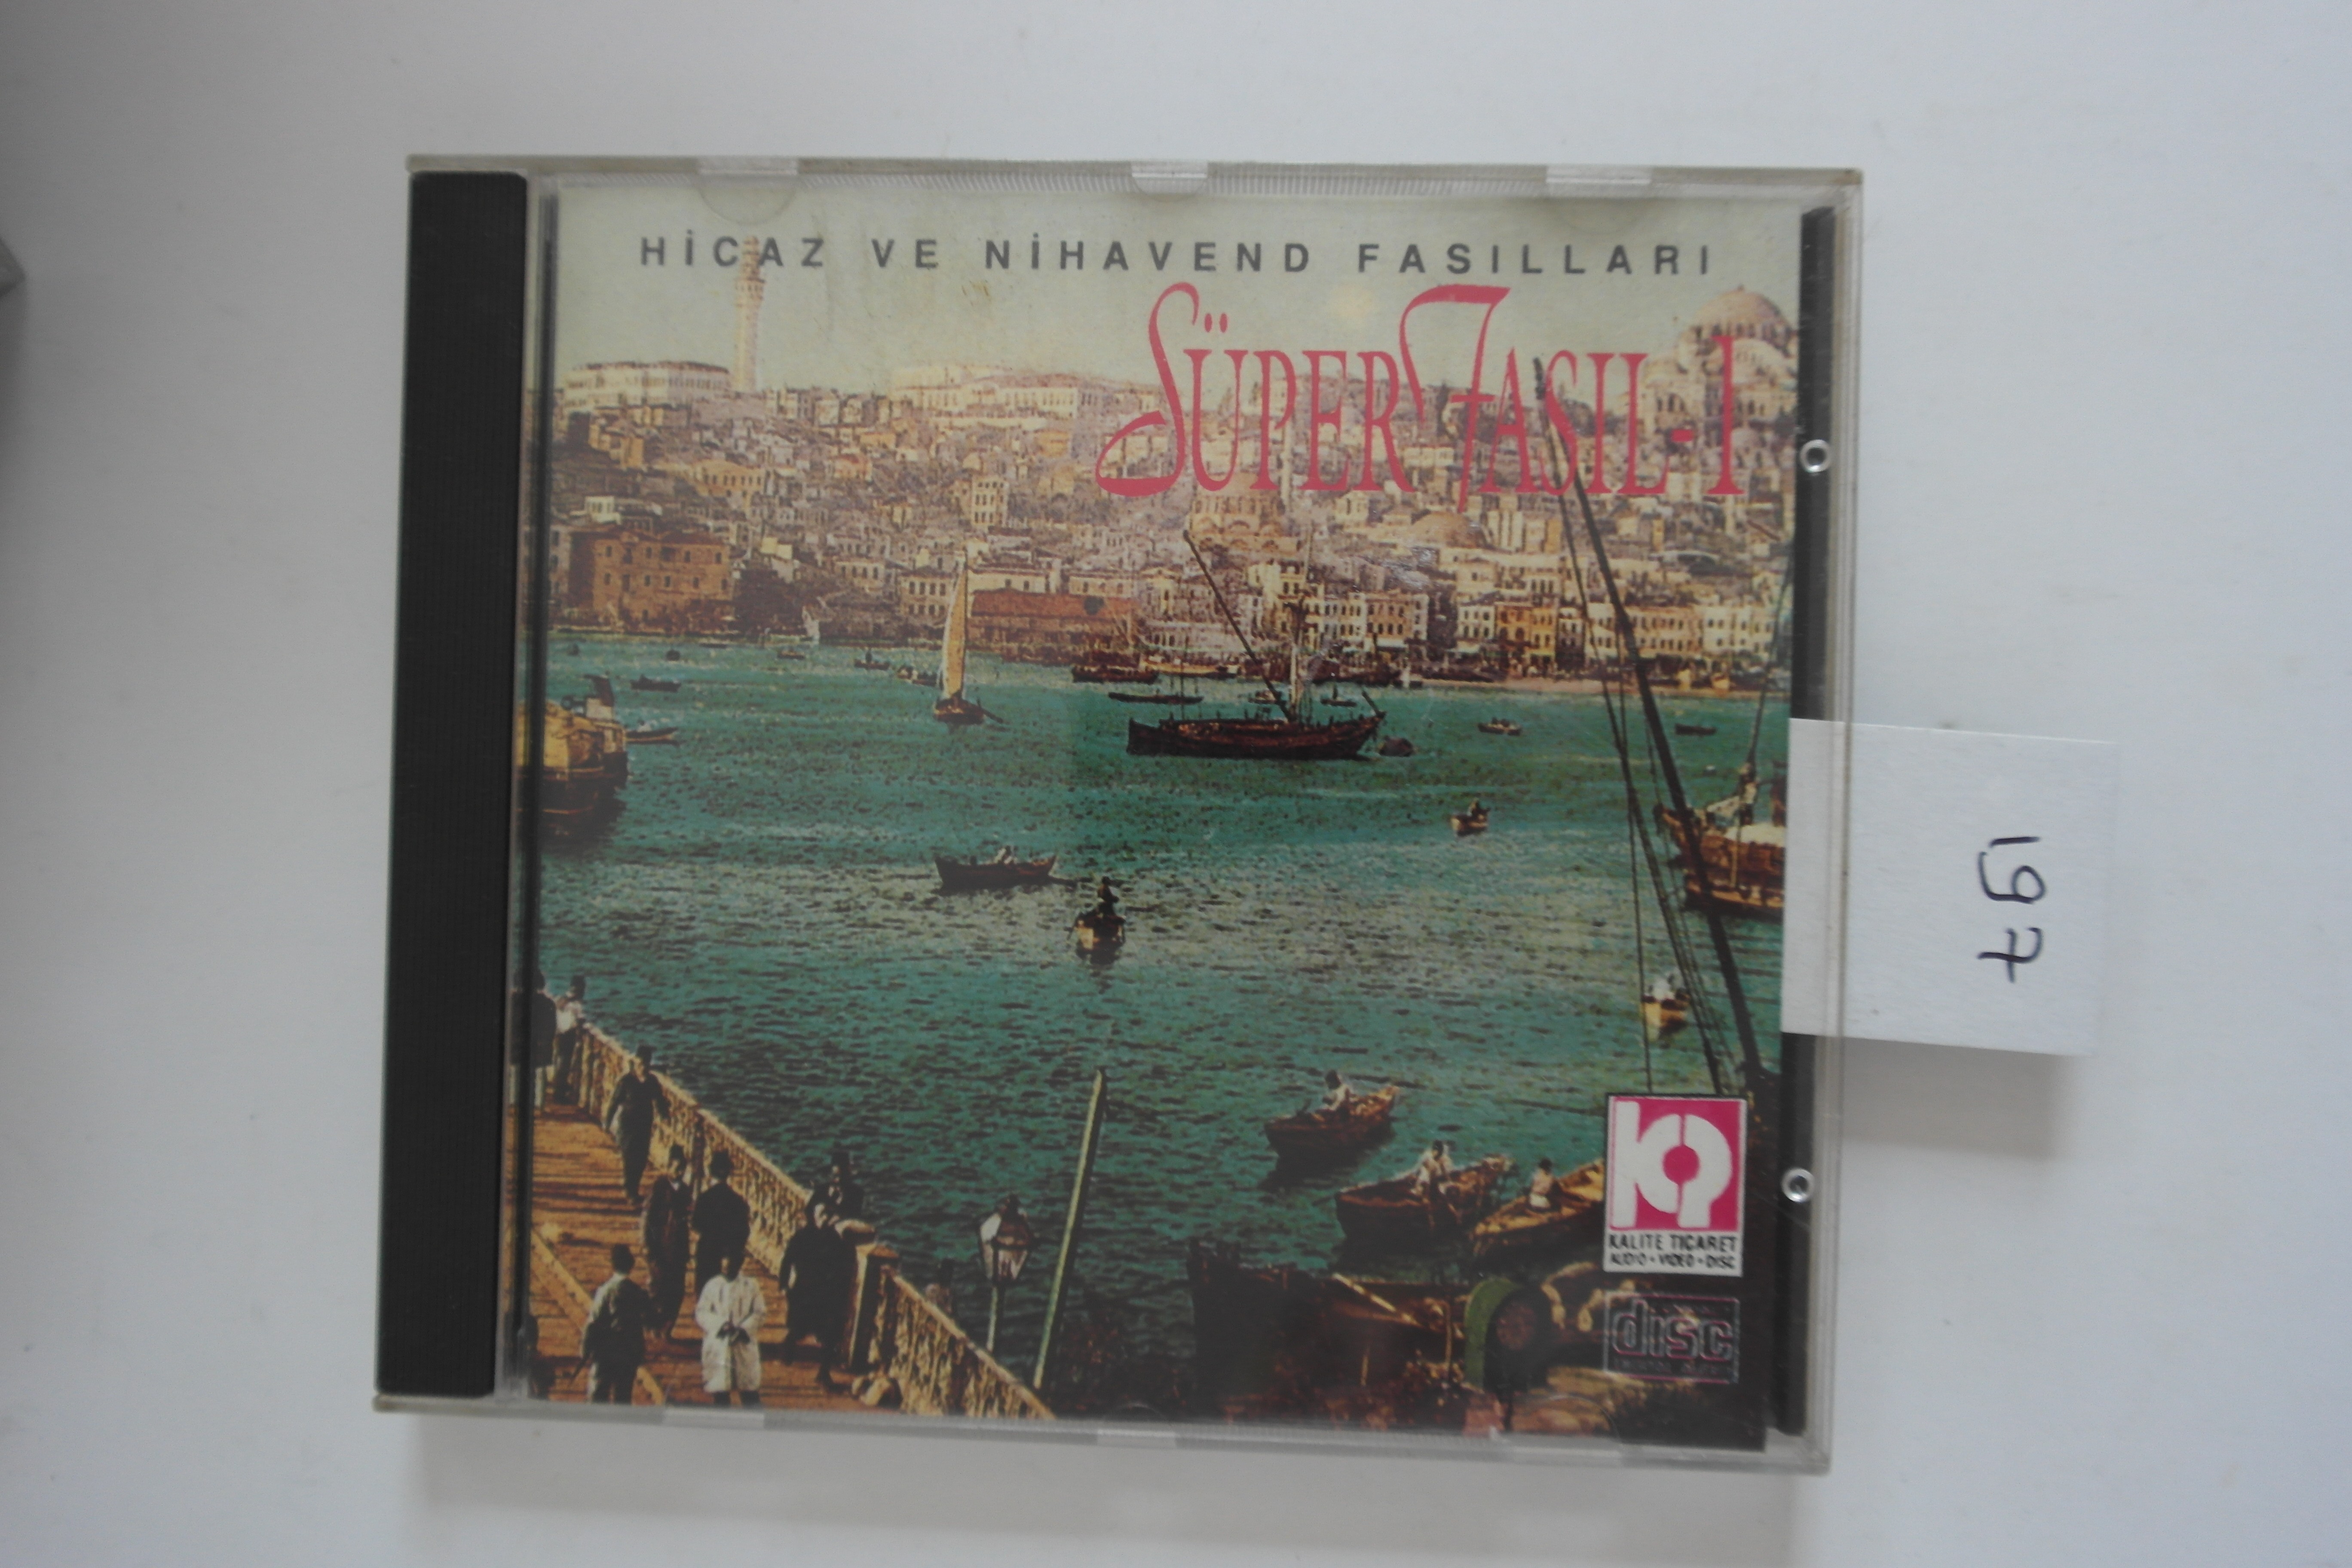 HİCAZ VE NİHAVEND FASILLARI
SÜPER FASIL-1
197
KALİTE TİCARET
AUDIO • VIDEO • DISC
disc